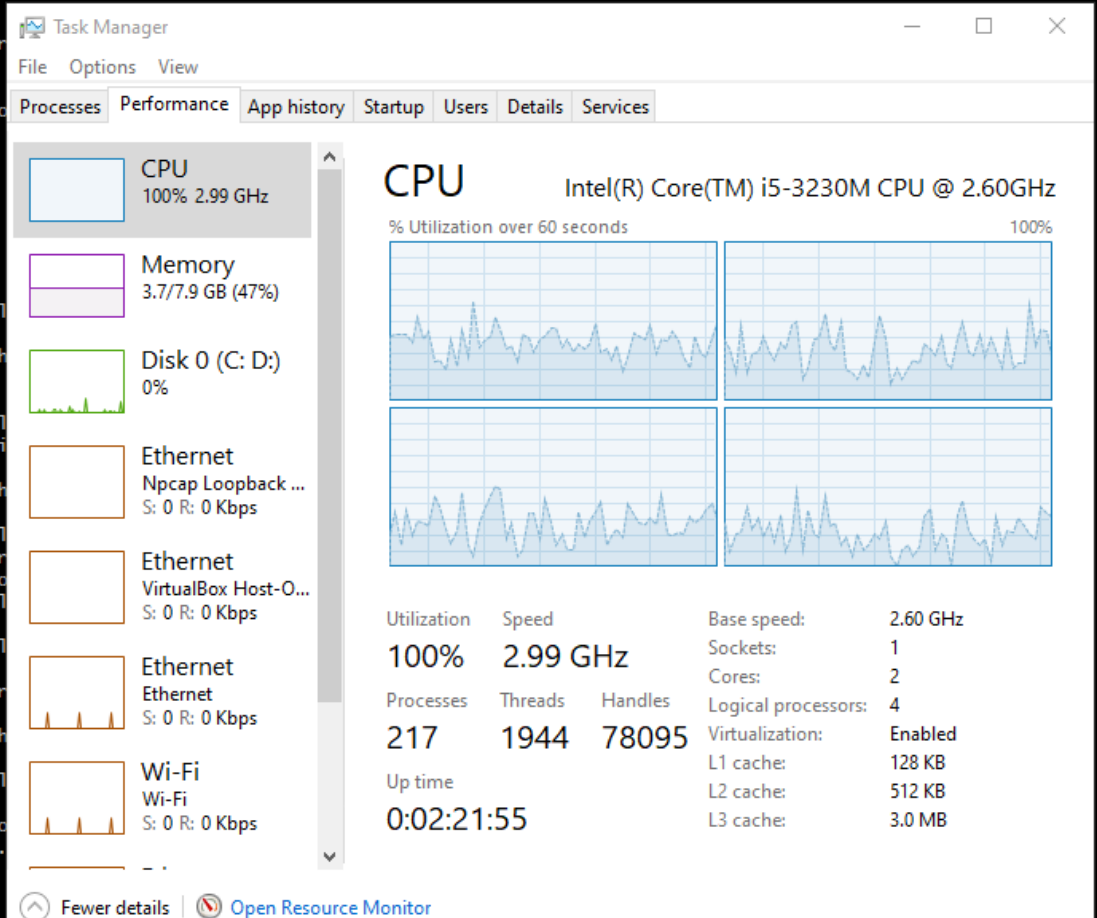 Task Manager
File Options View
Processes Performance App history Startup Users Details Services
CPU
100% 2.99 GHz
Memory
3.7/7.9 GB (47%)
Disk 0 (C: D:)
0%
Ethernet
Npcap Loopback ...
S: 0 R: 0 Kbps
Ethernet
VirtualBox Host-O...
S: 0 R: 0 Kbps
Ethernet
Ethernet
S: 0 R: 0 Kbps
Wi-Fi
Wi-Fi
S: 0 R: 0 Kbps
CPU Intel(R) Core(TM) i5-3230M CPU @ 2.60GHz
% Utilization over 60 seconds 100%
Utilization Speed
100% 2.99 GHz
Processes Threads Handles
217 1944 78095
Up time
0:02:21:55
Base speed: 2.60 GHz
Sockets: 1
Cores: 2
Logical processors: 4
Virtualization: Enabled
L1 cache: 128 KB
L2 cache: 512 KB
L3 cache: 3.0 MB
Fewer details Open Resource Monitor